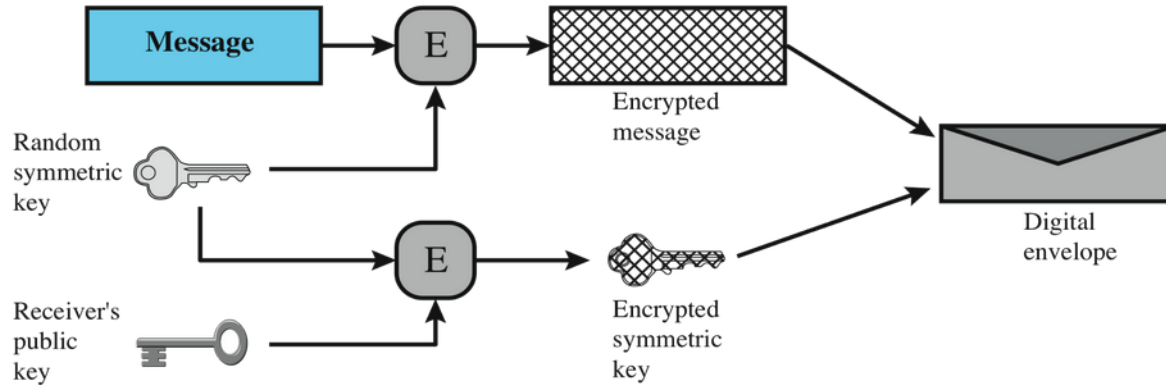 Message
E
Encrypted
message
Random
symmetric
key
Digital
envelope
E
Encrypted
symmetric
key
Receiver's
public
key